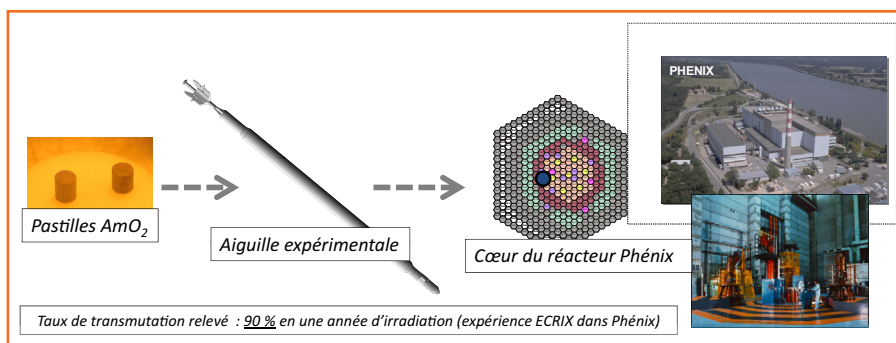 PHENIX
Pastilles AmO₂
Aiguille expérimentale
Cœur du réacteur Phénix
Taux de transmutation relevé : 90 % en une année d'irradiation (expérience ECRIX dans Phénix)